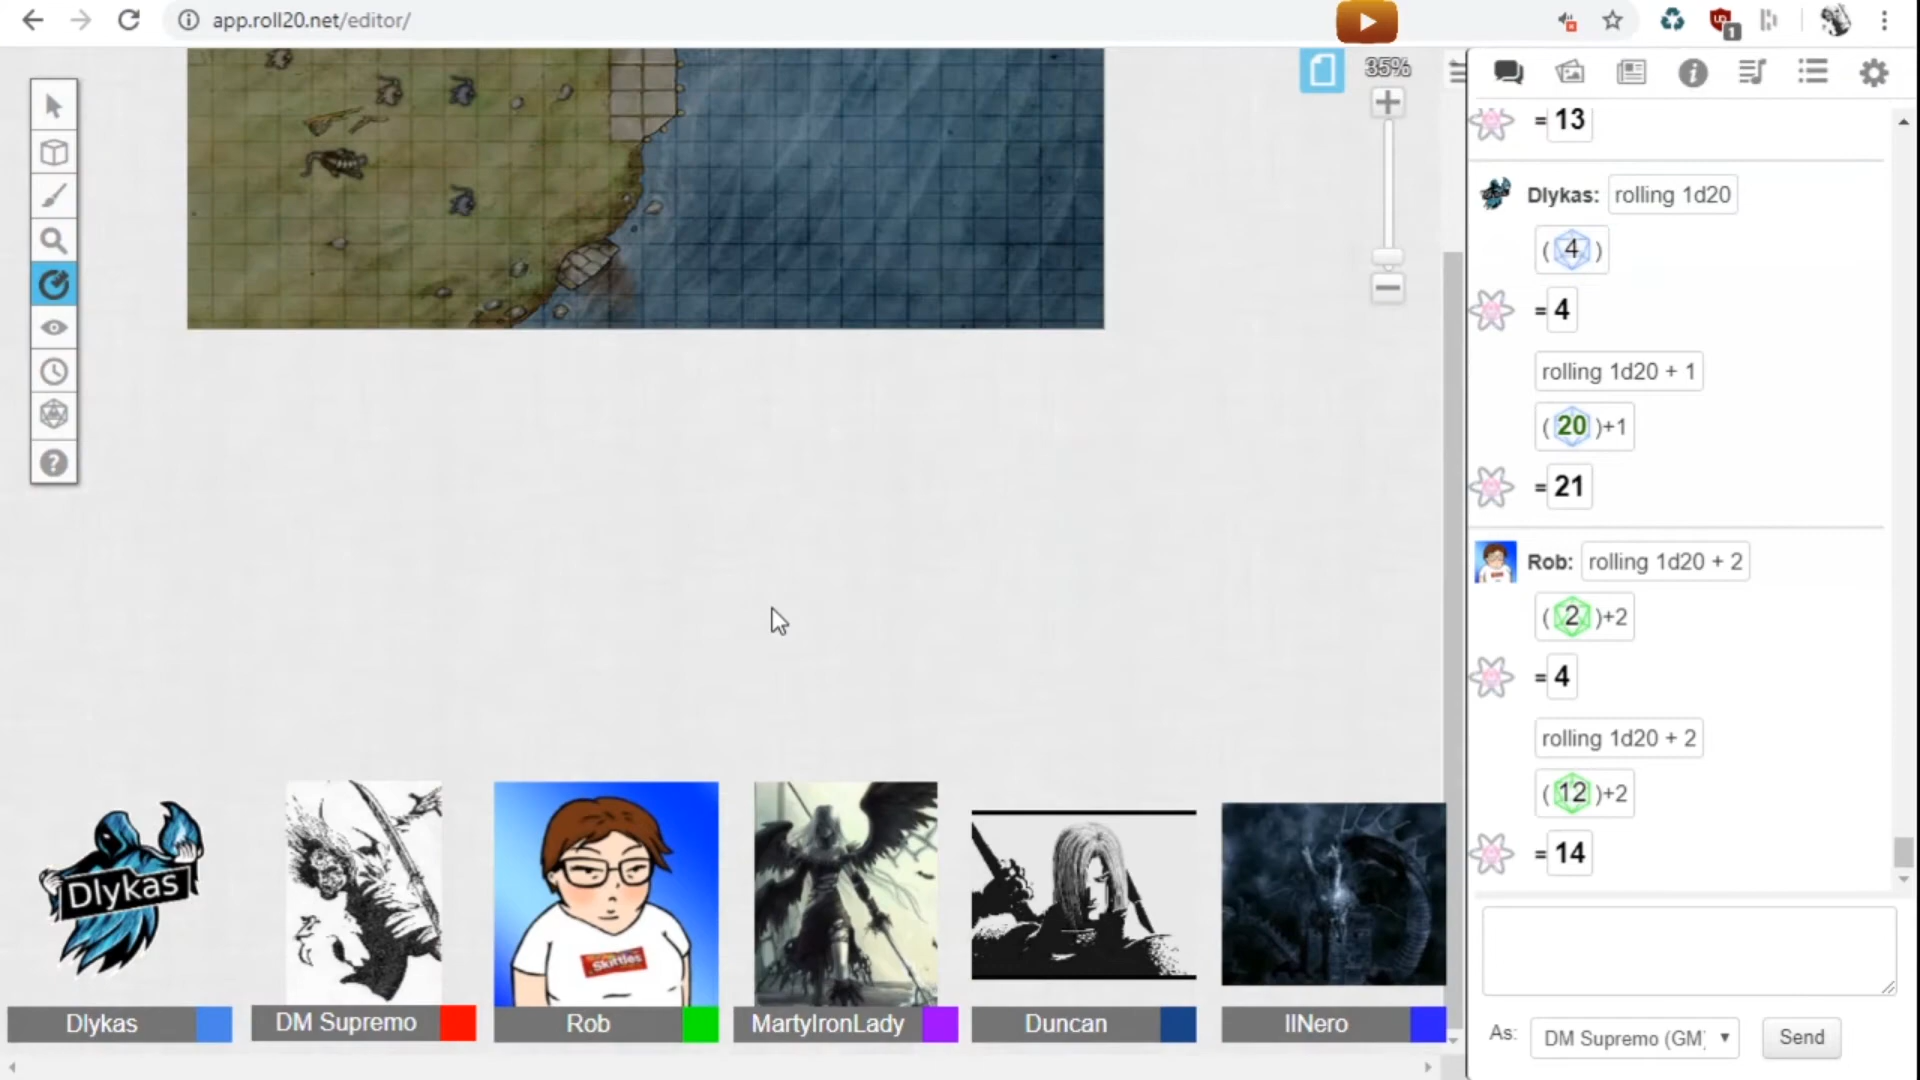 app.roll20.net/editor/
1
35%
= 13
Dlykas: rolling 1d20
( 4 )
= 4
rolling 1d20 + 1
( 20 )+1
= 21
Rob: rolling 1d20 + 2
( 2 )+2
= 4
rolling 1d20 + 2
( 12 )+2
= 14
Dlykas
Skittles
Dlykas
DM Supremo
Rob
MartyIronLady
Duncan
IlNero
As: DM Supremo (GM)
Send